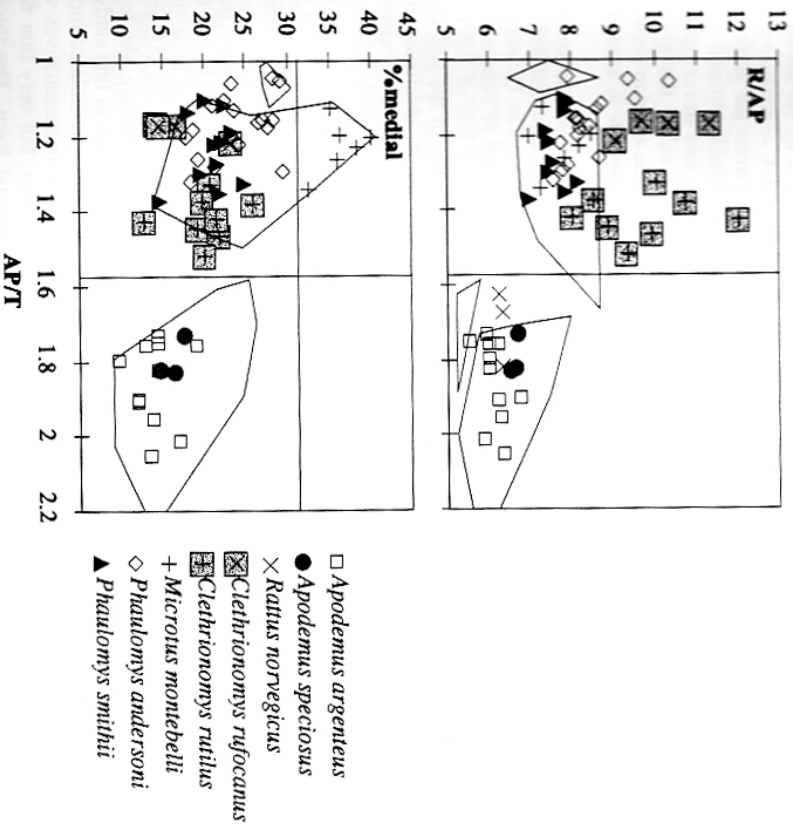 13
12
11
10
9
8
7
6
5
R/AP
45
40
35
30
25
20
15
10
5
%medial
1
1.2
1.4
1.6
1.8
2
2.2
AP/T
Apodemus argenteus
Apodemus speciosus
Rattus norvegicus
Clethrionomys rufocanus
Clethrionomys rutilus
Microtus montebelli
Phaulomys andersoni
Phaulomys smithii